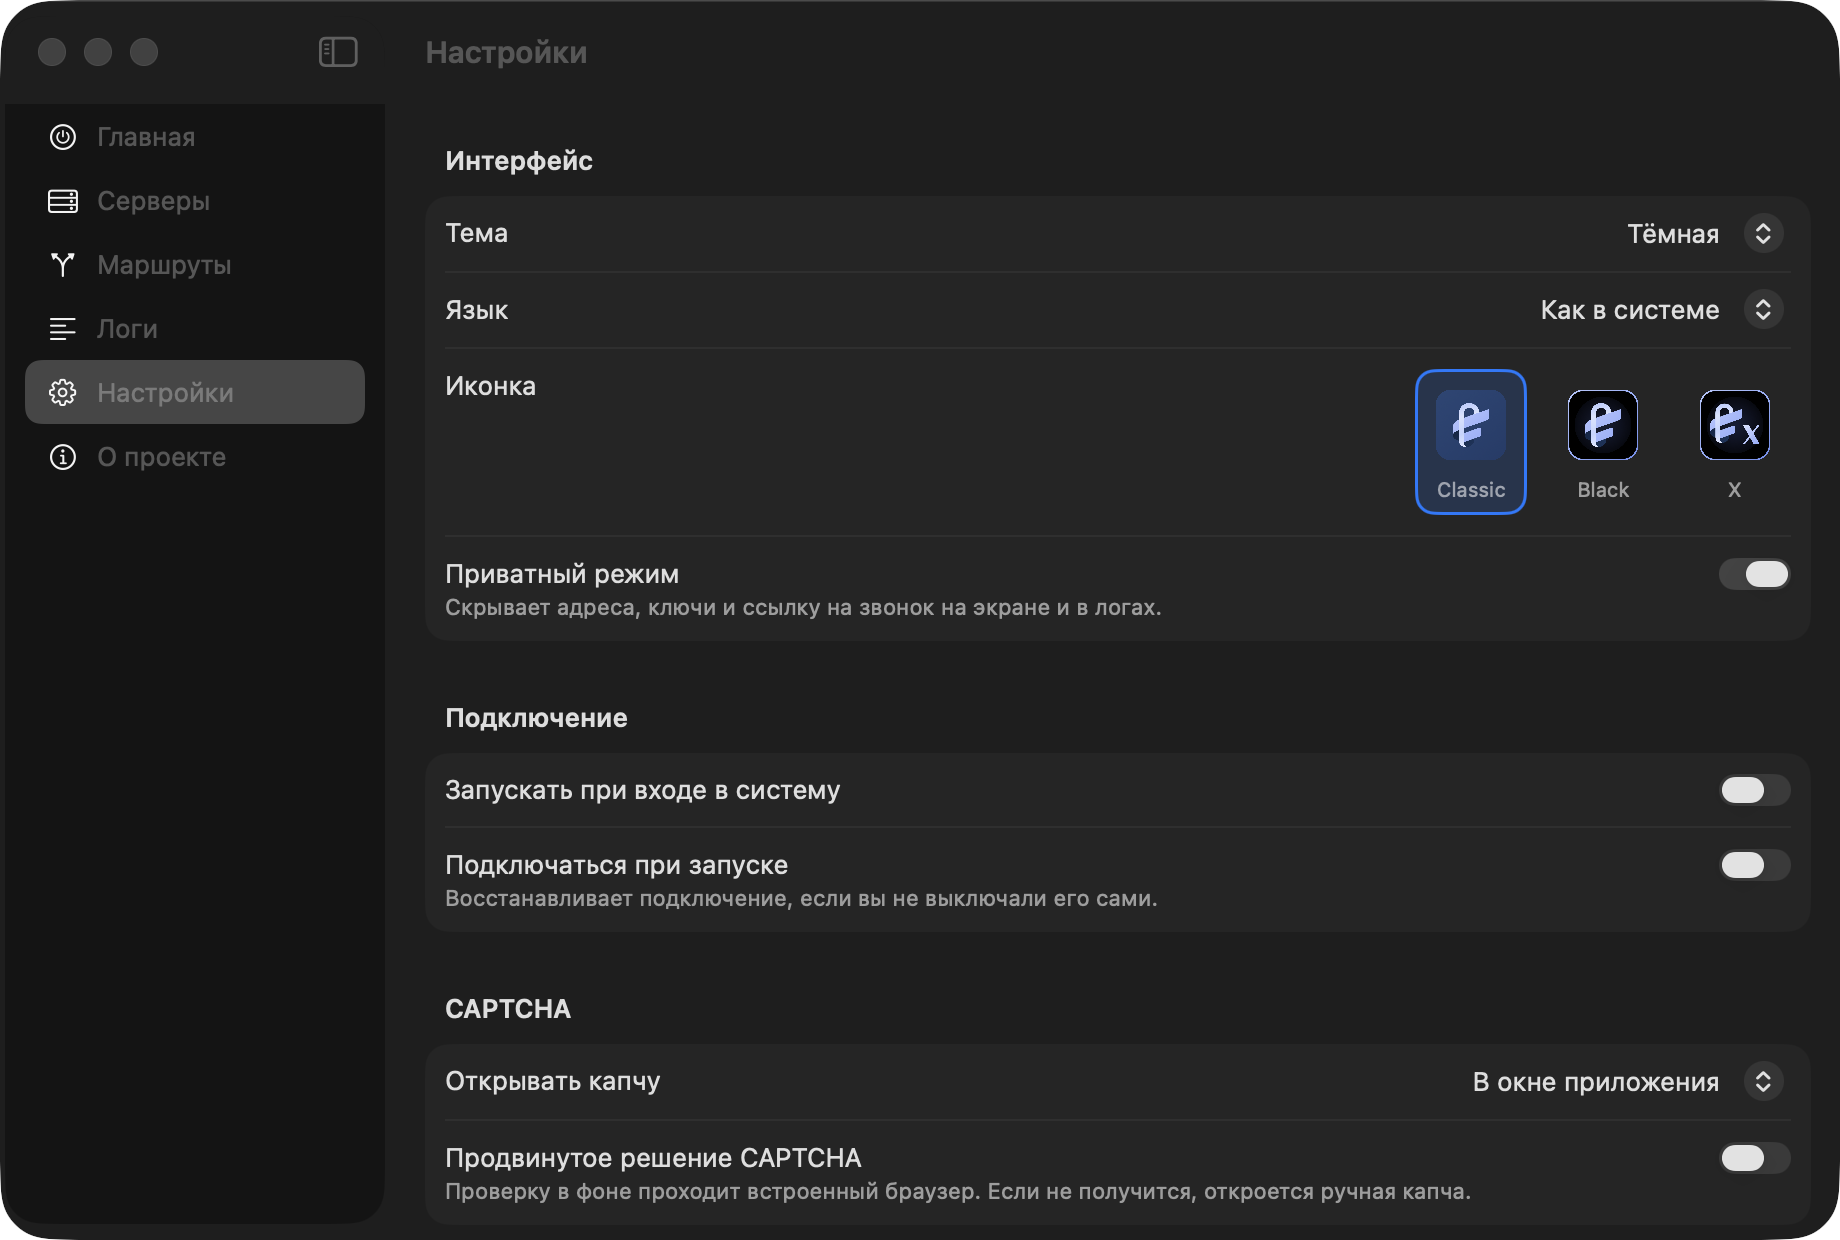 Настройки
Главная
Серверы
Маршруты
Логи
Настройки
О проекте
Интерфейс
Тема
Тёмная
Язык
Как в системе
Иконка
Classic
Black
X
X
Приватный режим
Скрывает адреса, ключи и ссылку на звонок на экране и в логах.
Подключение
Запускать при входе в систему
Подключаться при запуске
Восстанавливает подключение, если вы не выключали его сами.
CAPTCHA
Открывать капчу
В окне приложения
Продвинутое решение CAPTCHA
Проверку в фоне проходит встроенный браузер. Если не получится, откроется ручная капча.